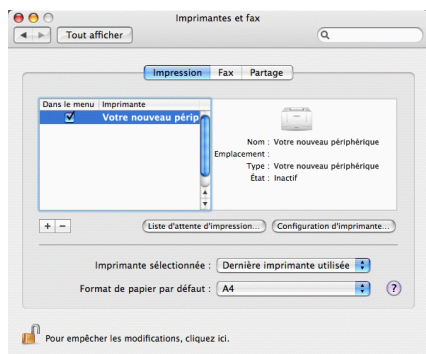 Imprimantes et fax
Tout afficher
Impression Fax Partage
Dans le menu Imprimante
Votre nouveau périp
Nom : Votre nouveau périphérique
Emplacement :
Type : Votre nouveau périphérique
État : Inactif
+ −
Liste d'attente d'impression... Configuration d'imprimante...
Imprimante sélectionnée : Dernière imprimante utilisée
Format de papier par défaut : A4 ?
Pour empêcher les modifications, cliquez ici.